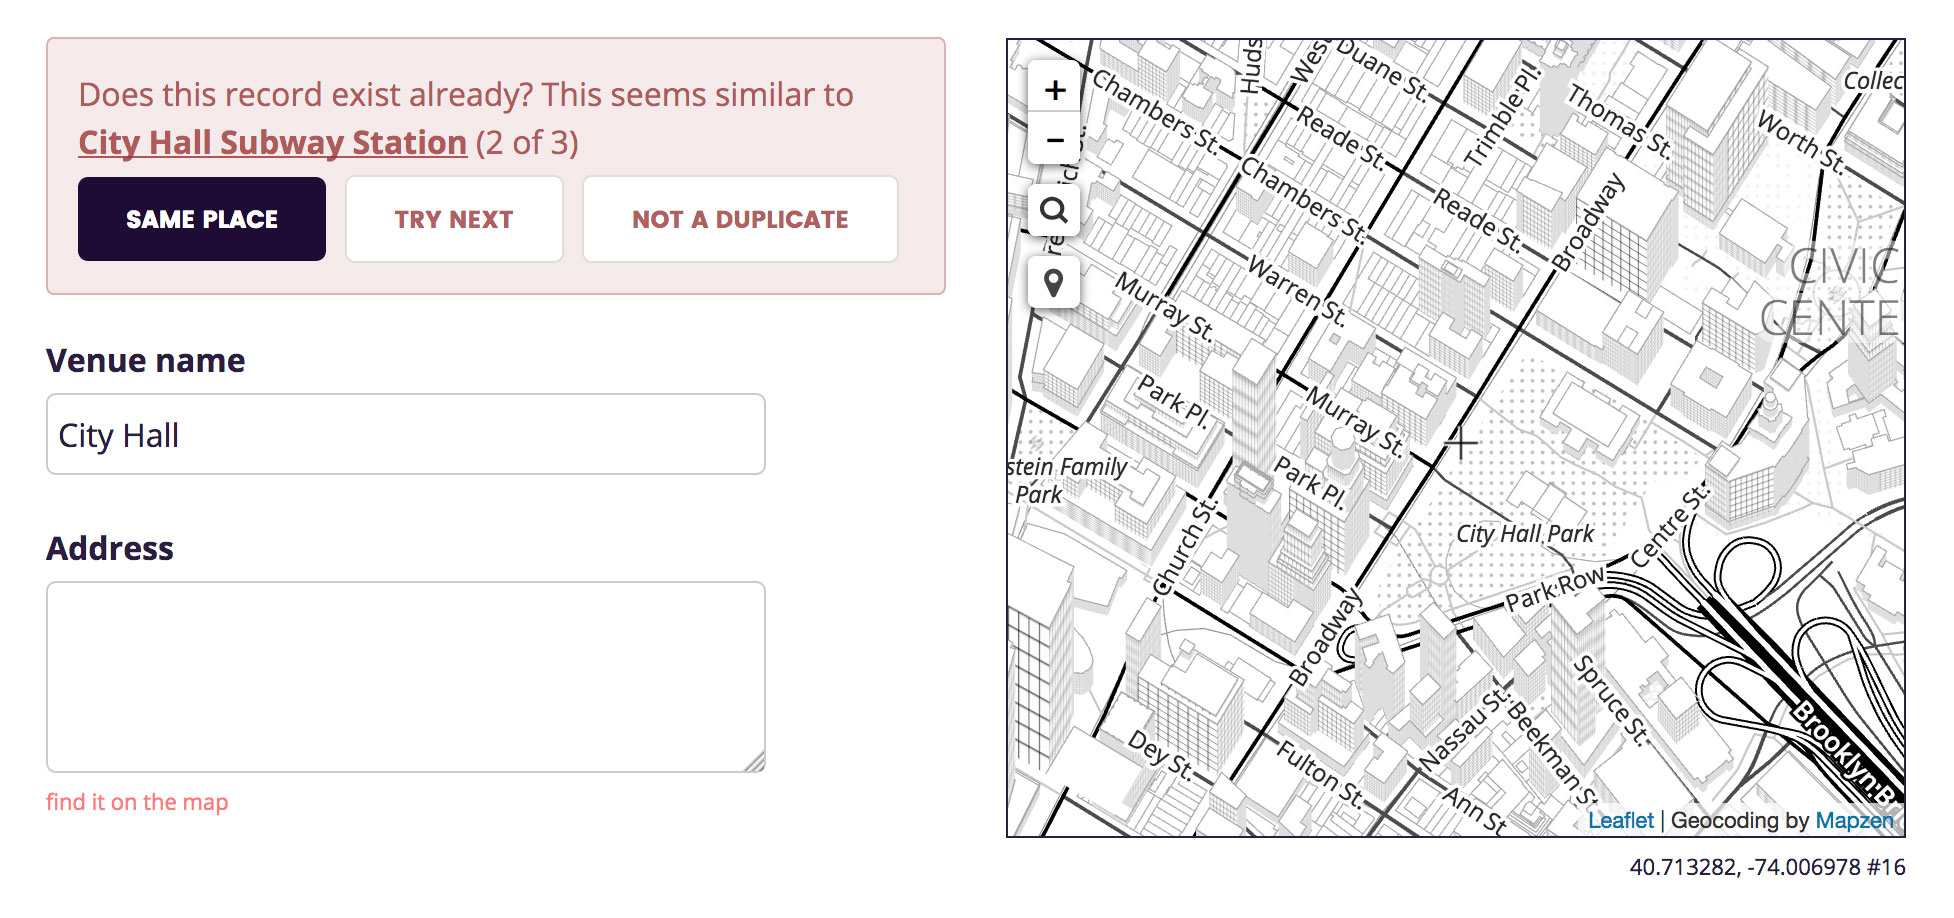 Does this record exist already? This seems similar to
City Hall Subway Station (2 of 3)
SAME PLACE
TRY NEXT
NOT A DUPLICATE
Venue name
City Hall
Address
find it on the map
+
−
Huds
Wes
Duane St.
Chambers St.
Reade St.
Trimble Pl.
Thomas St.
Worth St.
Collec
Chambers St.
Reade St.
Broadway
CIVIC
CENTE
Warren St.
Murray St.
Park Pl.
Murray St.
stein Family
Park
Park Pl.
Church St.
City Hall Park
Centre St.
Park Row
Broadway
Spruce St.
Nassau St.
Beekman St
Brooklyn Br
Dey St.
Fulton St.
Ann St
Leaflet | Geocoding by Mapzen
40.713282, -74.006978 #16